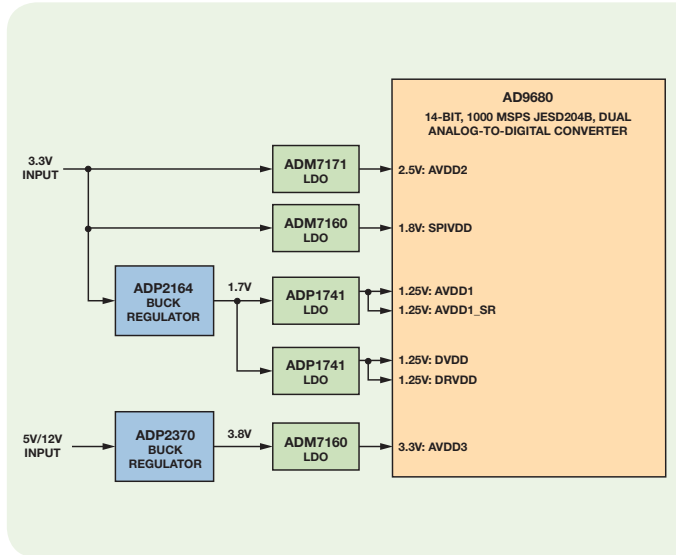 AD9680
14-BIT, 1000 MSPS JESD204B, DUAL
ANALOG-TO-DIGITAL CONVERTER
3.3V
INPUT
ADM7171
LDO
2.5V: AVDD2
ADM7160
LDO
1.8V: SPIVDD
ADP2164
BUCK
REGULATOR
1.7V
ADP1741
LDO
1.25V: AVDD1
1.25V: AVDD1_SR
ADP1741
LDO
1.25V: DVDD
1.25V: DRVDD
5V/12V
INPUT
ADP2370
BUCK
REGULATOR
3.8V
ADM7160
LDO
3.3V: AVDD3